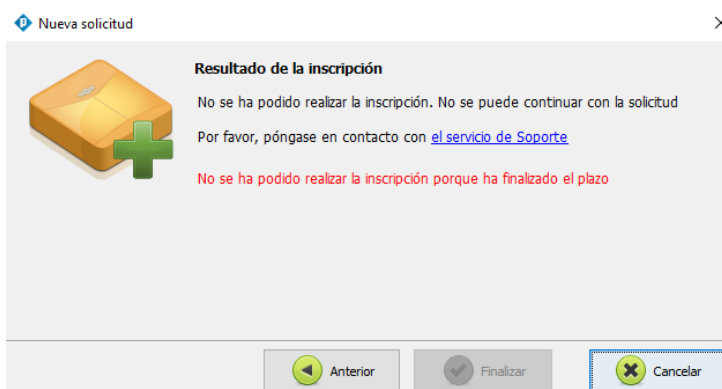 Nueva solicitud
Resultado de la inscripción
No se ha podido realizar la inscripción. No se puede continuar con la solicitud
Por favor, póngase en contacto con el servicio de Soporte
No se ha podido realizar la inscripción porque ha finalizado el plazo
Anterior
Finalizar
Cancelar